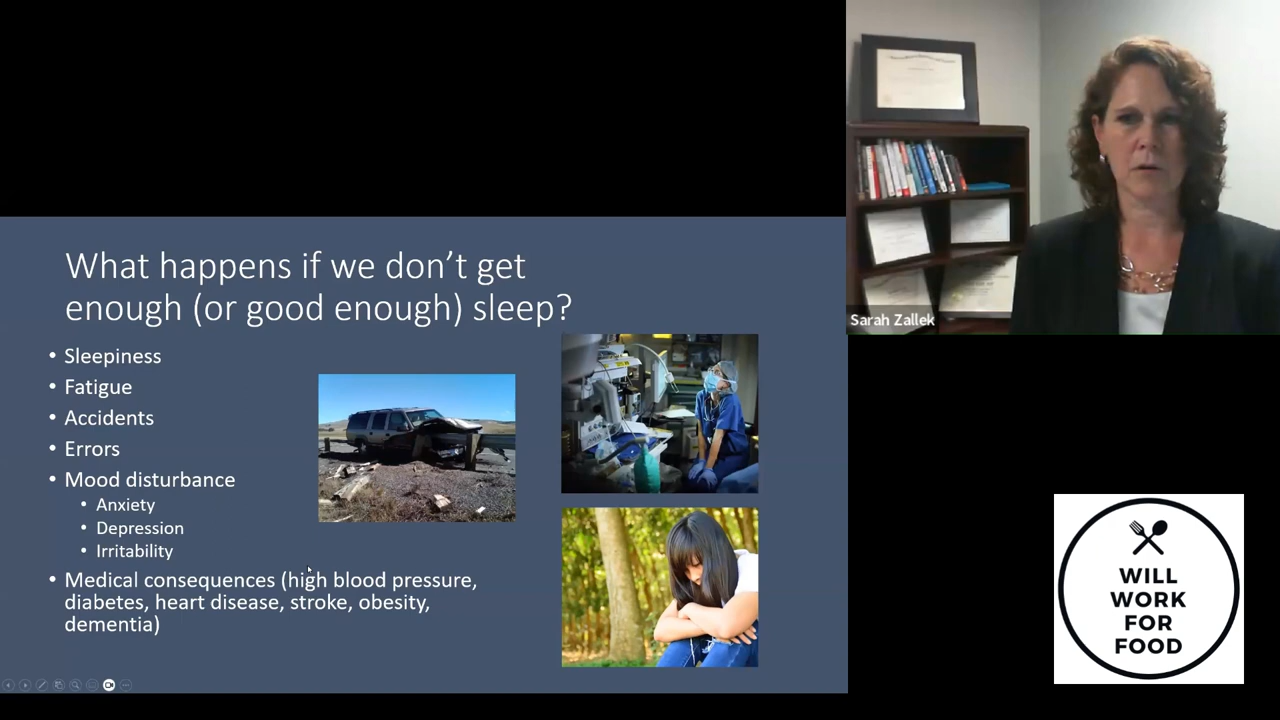 What happens if we don't get
enough (or good enough) sleep?
• Sleepiness
• Fatigue
• Accidents
• Errors
• Mood disturbance
• Anxiety
• Depression
• Irritability
• Medical consequences (high blood pressure,
diabetes, heart disease, stroke, obesity,
dementia)
Sarah Zallek
WILL
WORK
FOR
FOOD